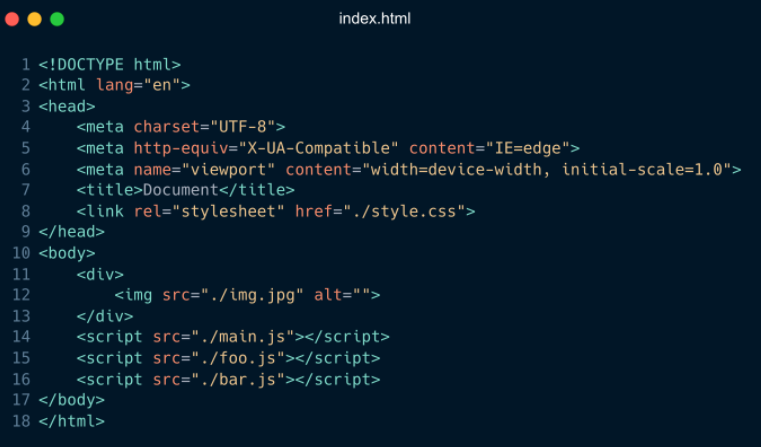 index.html
1 <!DOCTYPE html>
2 <html lang="en">
3 <head>
4     <meta charset="UTF-8">
5     <meta http-equiv="X-UA-Compatible" content="IE=edge">
6     <meta name="viewport" content="width=device-width, initial-scale=1.0">
7     <title>Document</title>
8     <link rel="stylesheet" href="./style.css">
9 </head>
10 <body>
11     <div>
12         <img src="./img.jpg" alt="">
13     </div>
14     <script src="./main.js"></script>
15     <script src="./foo.js"></script>
16     <script src="./bar.js"></script>
17 </body>
18 </html>